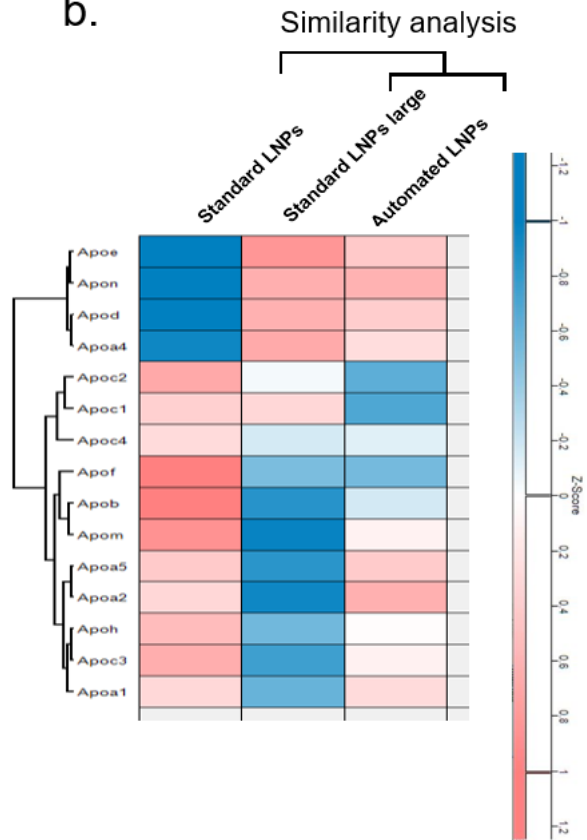 b.
Similarity analysis
Standard LNPs
Standard LNPs large
Automated LNPs
Apoe
Apon
Apod
Apoa4
Apoc2
Apoc1
Apoc4
Apof
Apob
Apom
Apoa5
Apoa2
Apoh
Apoc3
Apoa1
-1.2
-1
-0.8
-0.6
-0.4
-0.2
0
0.2
0.4
0.6
0.8
1
1.2
Z-Score